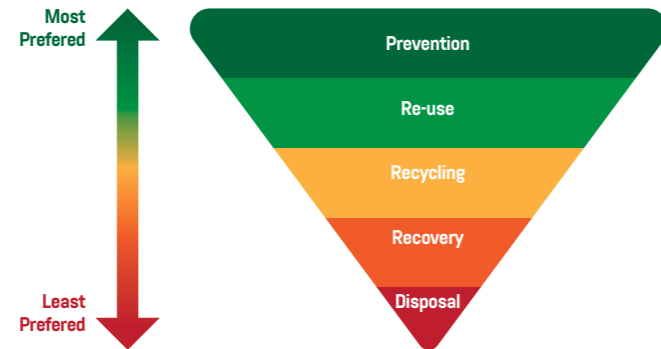 Most
Prefered
Prevention
Re-use
Recycling
Recovery
Disposal
Least
Prefered